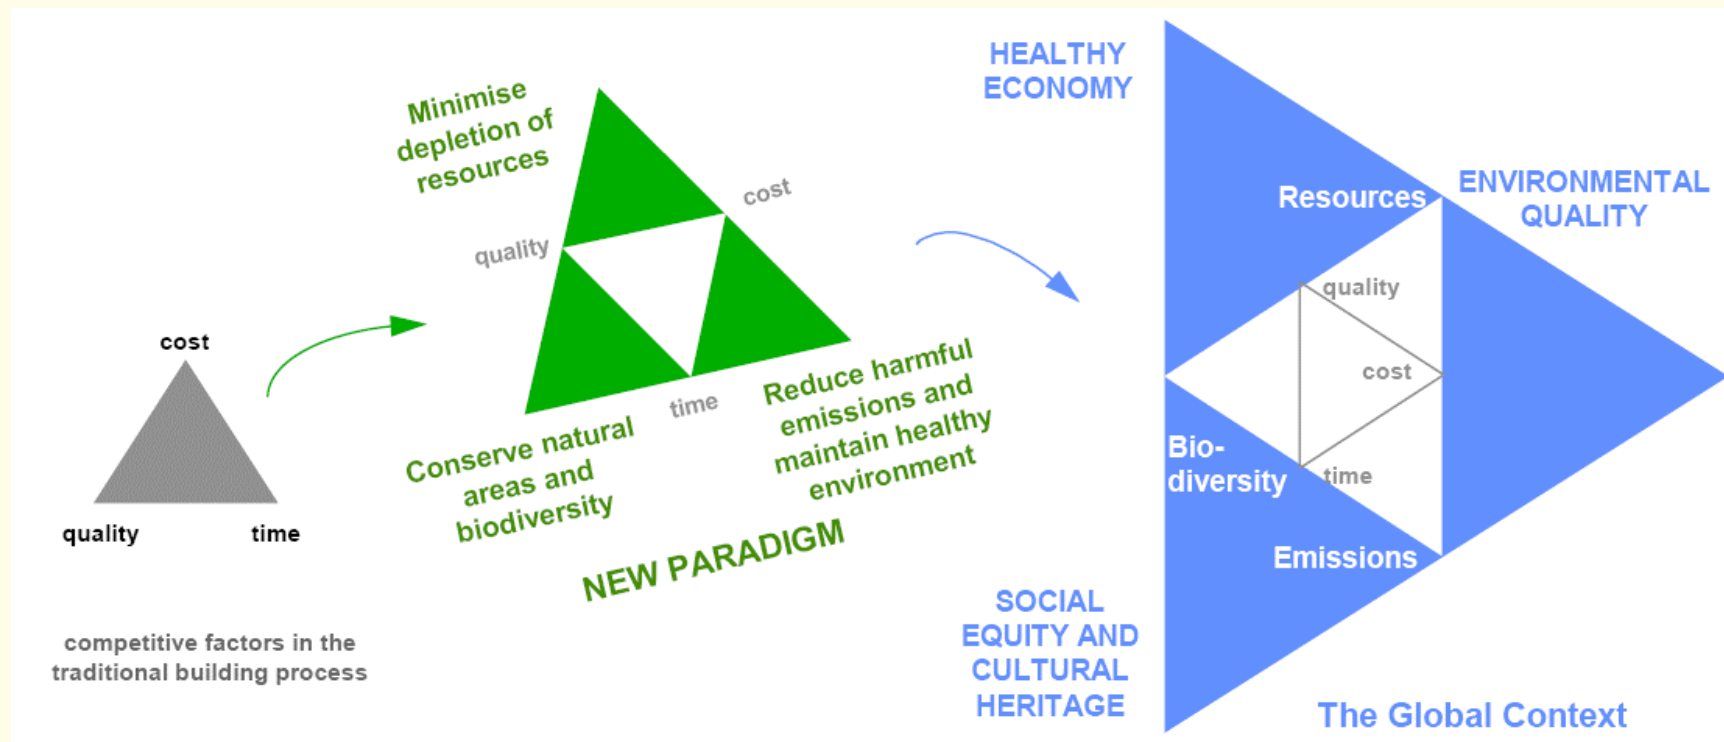 cost
quality
time
competitive factors in the
traditional building process
Minimise
depletion of
resources
cost
quality
time
Conserve natural
areas and
biodiversity
Reduce harmful
emissions and
maintain healthy
environment
NEW PARADIGM
HEALTHY
ECONOMY
ENVIRONMENTAL
QUALITY
Resources
quality
cost
time
Bio-
diversity
Emissions
SOCIAL
EQUITY AND
CULTURAL
HERITAGE
The Global Context